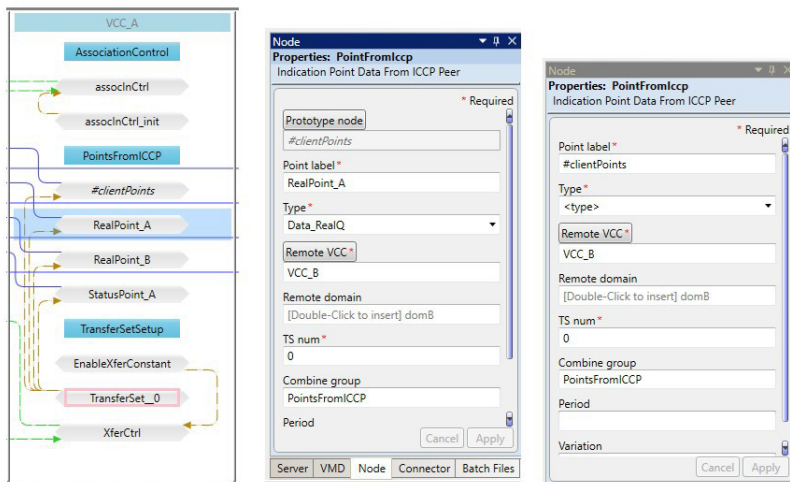 VCC_A
AssociationControl
assocInCtrl
assocInCtrl_init
PointsFromICCP
#clientPoints
RealPoint_A
RealPoint_B
StatusPoint_A
TransferSetSetup
EnableXferConstant
TransferSet__0
XferCtrl
Node
Properties: PointFromIccp
Indication Point Data From ICCP Peer
* Required
Prototype node
#clientPoints
Point label *
RealPoint_A
Type *
Data_RealQ
Remote VCC *
VCC_B
Remote domain
[Double-Click to insert] domB
TS num *
0
Combine group
PointsFromICCP
Period
Cancel Apply
Server VMD Node Connector Batch Files
Node
Properties: PointFromIccp
Indication Point Data From ICCP Peer
* Required
Point label *
#clientPoints
Type *
<type>
Remote VCC *
VCC_B
Remote domain
[Double-Click to insert] domB
TS num *
0
Combine group
PointsFromICCP
Period
Variation
Cancel Apply